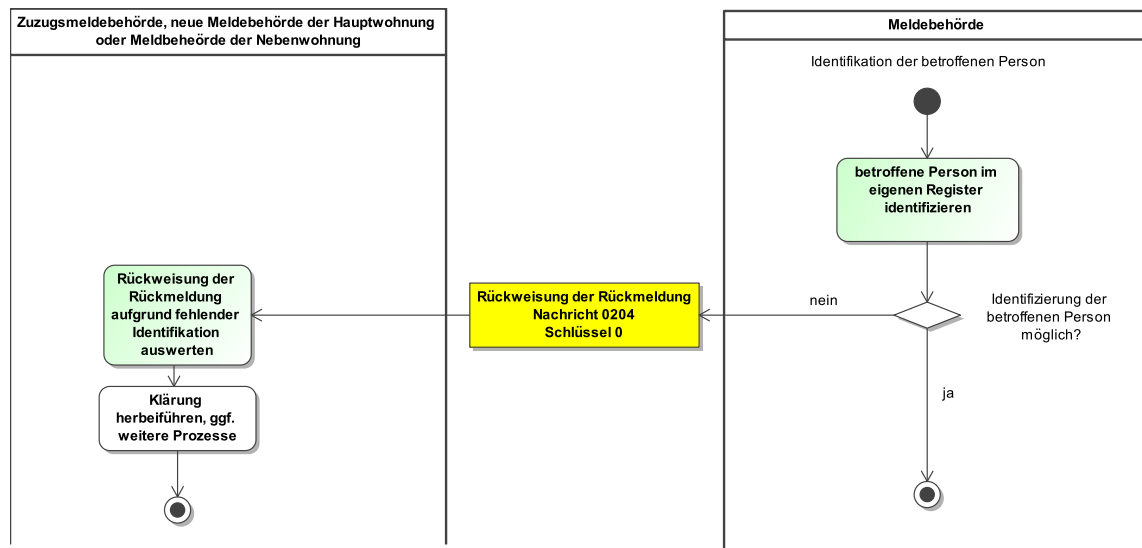 Zuzugsmeldebehörde, neue Meldebehörde der Hauptwohnung
oder Meldbeheörde der Nebenwohnung
Meldebehörde
Identifikation der betroffenen Person
betroffene Person im
eigenen Register
identifizieren
Rückweisung der
Rückmeldung
aufgrund fehlender
Identifikation
auswerten
Rückweisung der Rückmeldung
Nachricht 0204
Schlüssel 0
nein
Identifizierung der
betroffenen Person
möglich?
ja
Klärung
herbeiführen, ggf.
weitere Prozesse